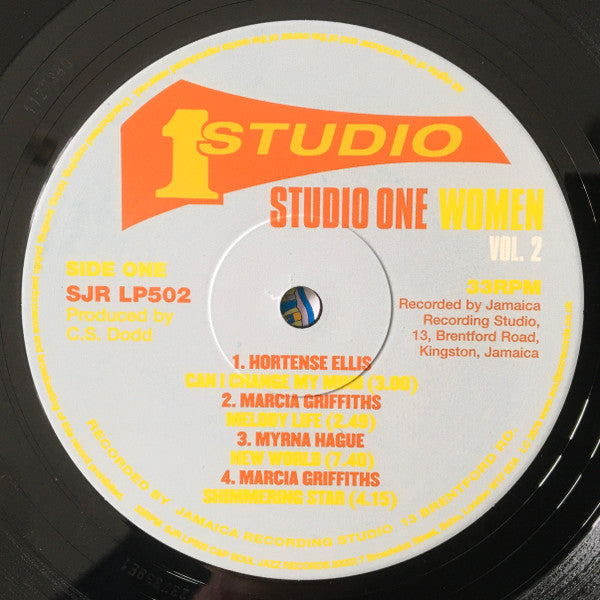 1 STUDIO
STUDIO ONE WOMEN
VOL. 2
SIDE ONE
SJR LP502
Produced by
C.S. Dodd
33RPM
Recorded by Jamaica
Recording Studio,
13, Brentford Road,
Kingston, Jamaica
1. HORTENSE ELLIS
CAN I CHANGE MY MIND (3.00)
2. MARCIA GRIFFITHS
MELODY LIFE (2.49)
3. MYRNA HAGUE
NEW WORLD (7.40)
4. MARCIA GRIFFITHS
SHIMMERING STAR (4.15)
RECORDED BY JAMAICA RECORDING STUDIO 13 BRENTFORD RD.